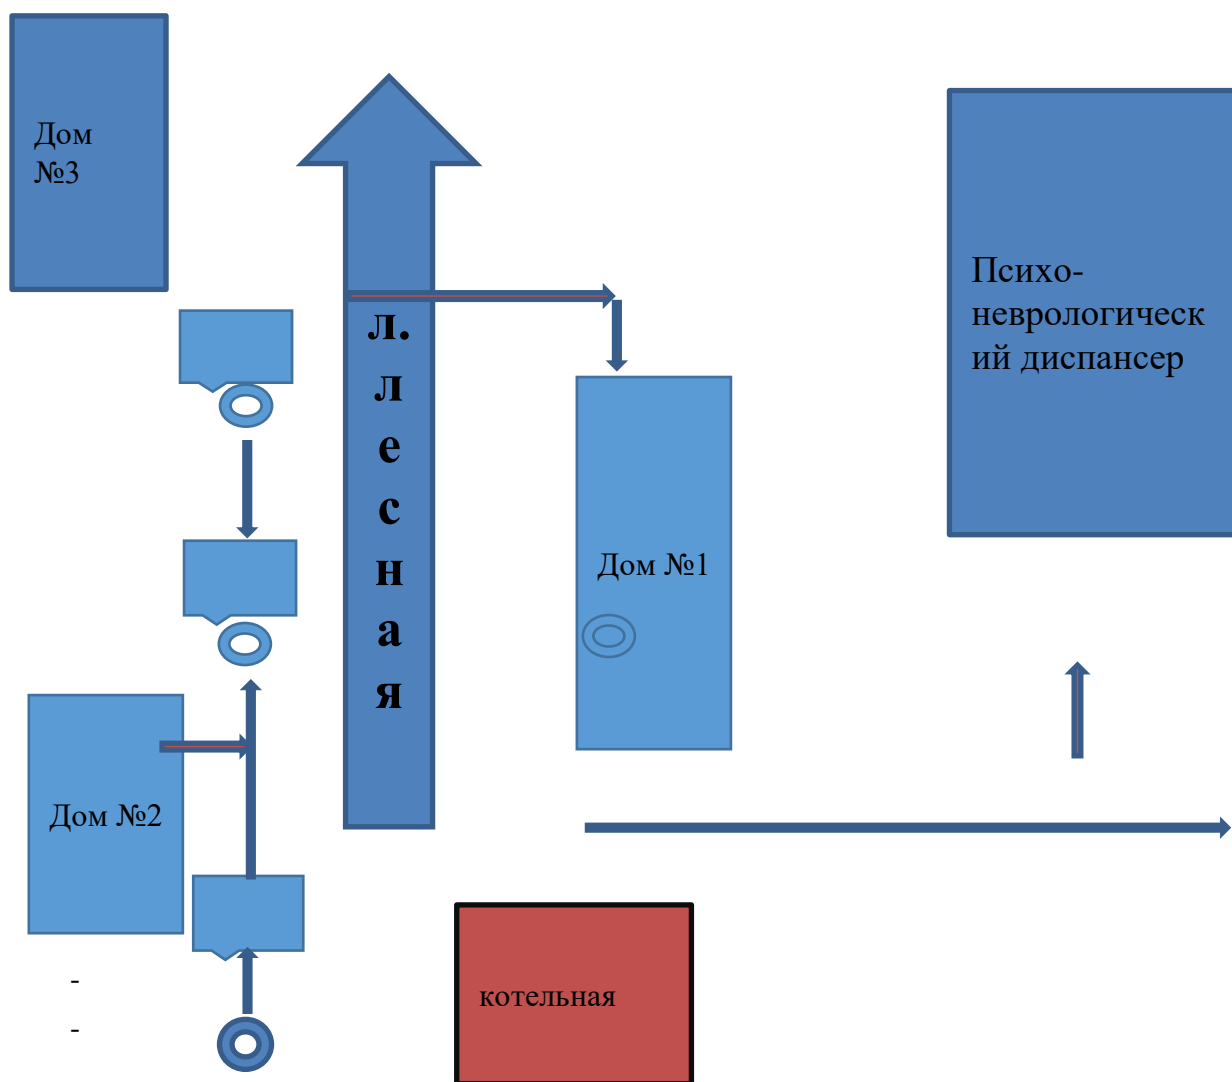 Дом
№3
Психо-
неврологическ
ий диспансер
л.
л
е
с
н
а
я
Дом №1
Дом №2
котельная
-
-